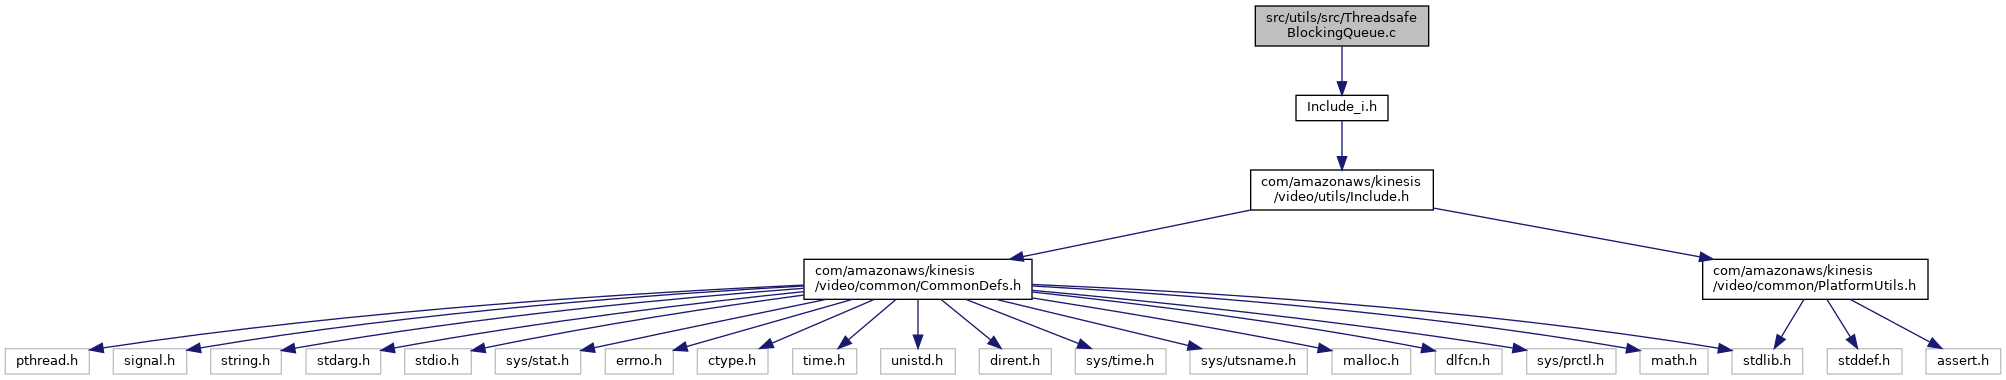 src/utils/src/Threadsafe
BlockingQueue.c
Include_i.h
com/amazonaws/kinesis
/video/utils/Include.h
com/amazonaws/kinesis
/video/common/CommonDefs.h
com/amazonaws/kinesis
/video/common/PlatformUtils.h
pthread.h
signal.h
string.h
stdarg.h
stdio.h
sys/stat.h
errno.h
ctype.h
time.h
unistd.h
dirent.h
sys/time.h
sys/utsname.h
malloc.h
dlfcn.h
sys/prctl.h
math.h
stdlib.h
stddef.h
assert.h